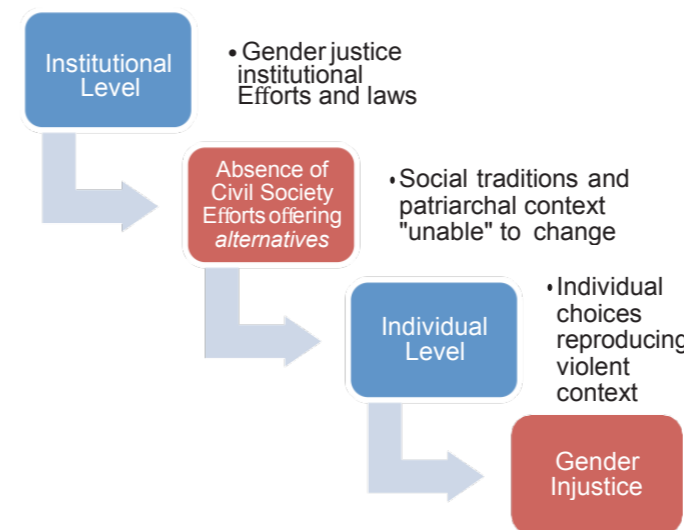 Institutional
Level
• Gender justice
institutional
Efforts and laws
Absence of
Civil Society
Efforts offering
alternatives
• Social traditions and
patriarchal context
"unable" to change
Individual
Level
• Individual
choices
reproducing
violent
context
Gender
Injustice